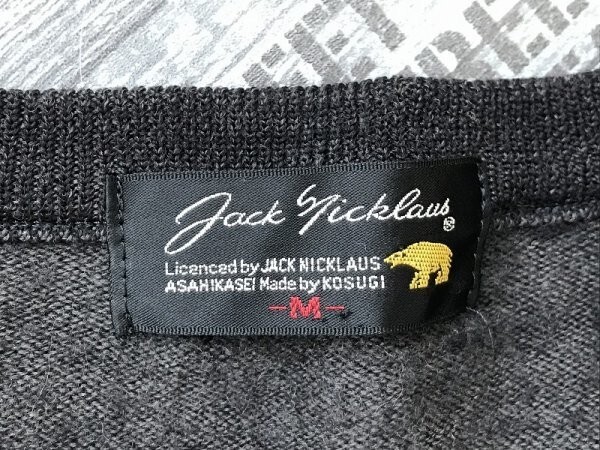 Jack Nicklaus®
Licenced by JACK NICKLAUS
ASAHIKASEI Made by KOSUGI
-M-